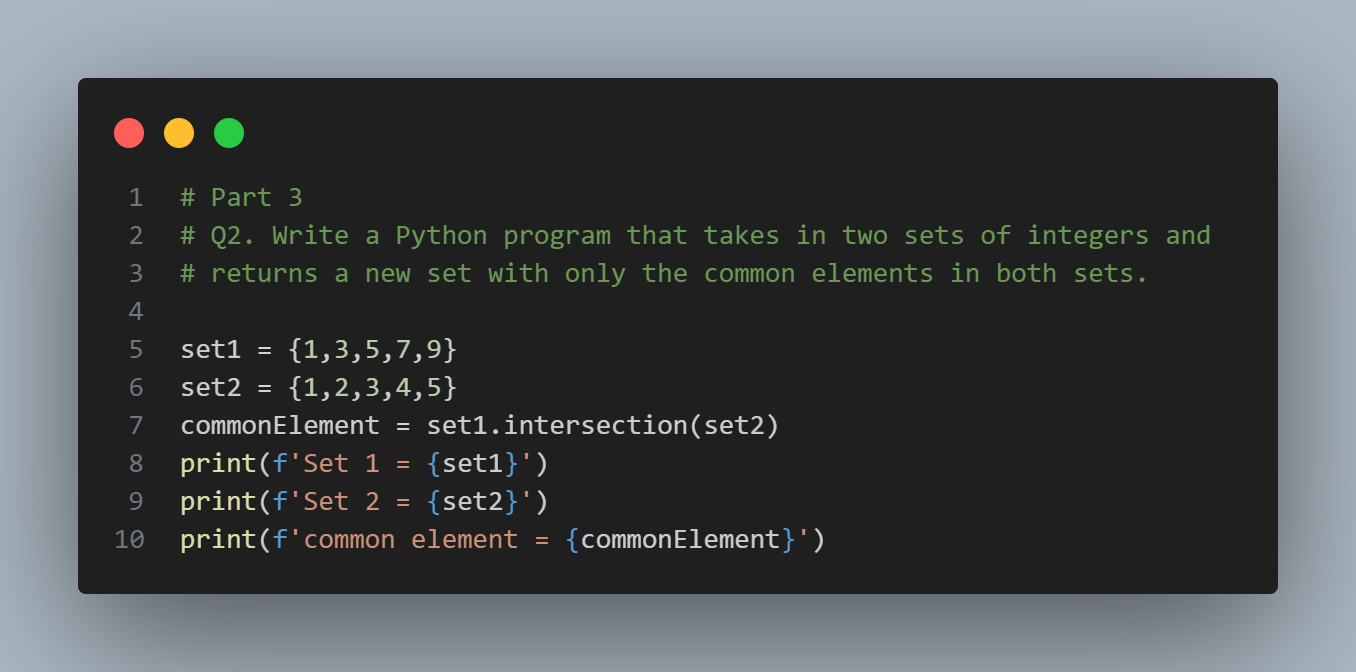 1 # Part 3
2 # Q2. Write a Python program that takes in two sets of integers and
3 # returns a new set with only the common elements in both sets.
4
5 set1 = {1,3,5,7,9}
6 set2 = {1,2,3,4,5}
7 commonElement = set1.intersection(set2)
8 print(f'Set 1 = {set1}')
9 print(f'Set 2 = {set2}')
10 print(f'common element = {commonElement}')